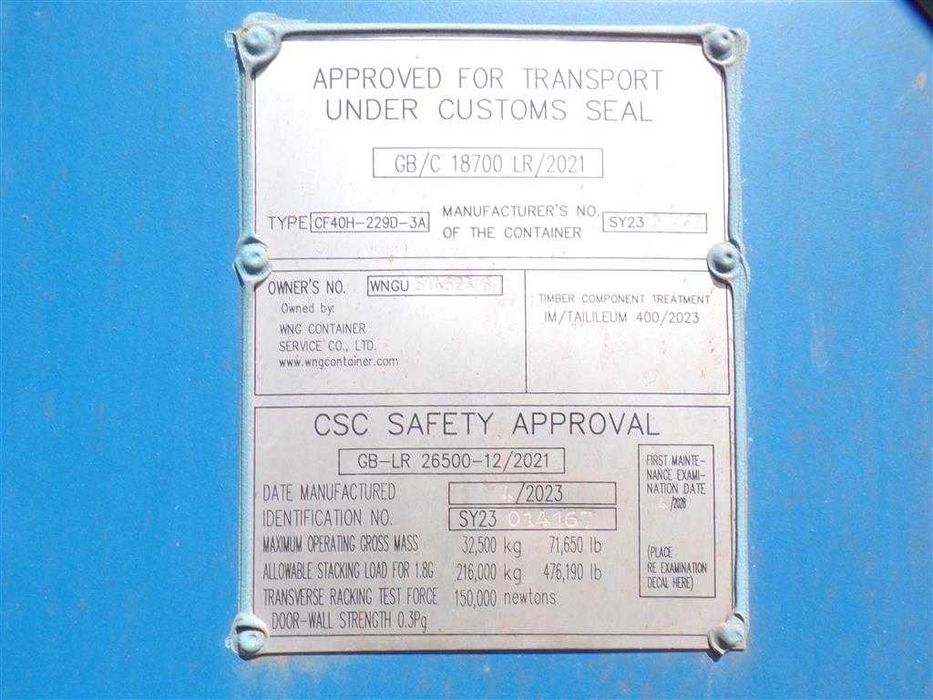 APPROVED FOR TRANSPORT
UNDER CUSTOMS SEAL
GB/C 18700 LR/2021
TYPE CF40H-229D-3A
MANUFACTURER'S NO.
OF THE CONTAINER
SY23
OWNER'S NO. WNGU
Owned by:
WNG CONTAINER
SERVICE CO., LTD.
www.wngcontainer.com
TIMBER COMPONENT TREATMENT
IM/TAILILEUM 400/2023
CSC SAFETY APPROVAL
GB-LR 26500-12/2021
DATE MANUFACTURED /2023
IDENTIFICATION NO. SY23
MAXIMUM OPERATING GROSS MASS 32,500 kg 71,650 lb
ALLOWABLE STACKING LOAD FOR 1.8G 216,000 kg 476,190 lb
TRANSVERSE RACKING TEST FORCE 150,000 newtons
DOOR-WALL STRENGTH 0.3Pg
FIRST MAINTE-
NANCE EXAMI-
NATION DATE
/2028
(PLACE
RE EXAMINATION
DECAL HERE)